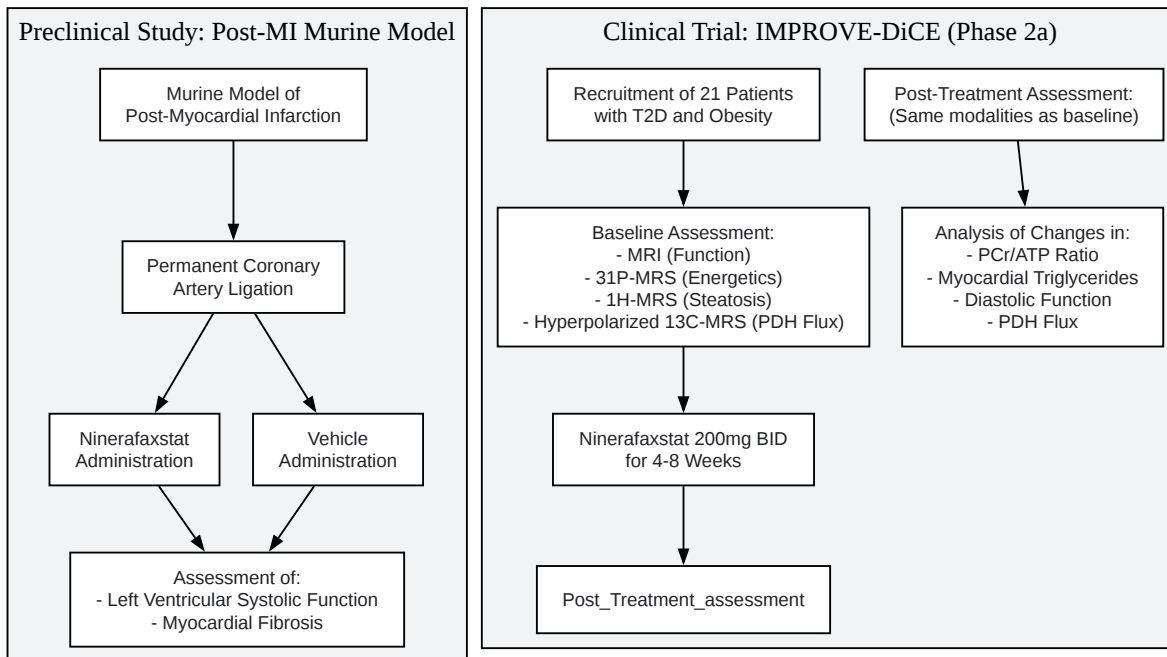 Preclinical Study: Post-MI Murine Model
Murine Model of
Post-Myocardial Infarction
Permanent Coronary
Artery Ligation
Ninerafaxstat
Administration
Vehicle
Administration
Assessment of:
- Left Ventricular Systolic Function
- Myocardial Fibrosis
Clinical Trial: IMPROVE-DiCE (Phase 2a)
Recruitment of 21 Patients
with T2D and Obesity
Baseline Assessment:
- MRI (Function)
- 31P-MRS (Energetics)
- 1H-MRS (Steatosis)
- Hyperpolarized 13C-MRS (PDH Flux)
Ninerafaxstat 200mg BID
for 4-8 Weeks
Post_Treatment_assessment
Post-Treatment Assessment:
(Same modalities as baseline)
Analysis of Changes in:
- PCr/ATP Ratio
- Myocardial Triglycerides
- Diastolic Function
- PDH Flux